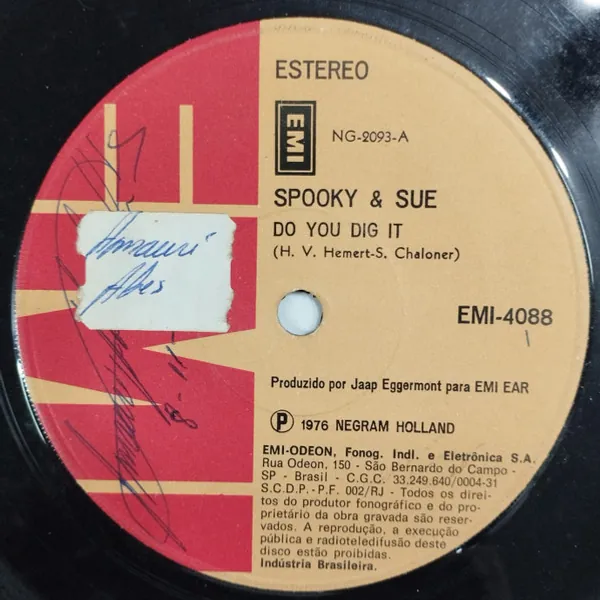 ESTEREO
EMI
NG-2093-A
SPOOKY & SUE
DO YOU DIG IT
(H. V. Hemert-S. Chaloner)
EMI-4088
Amauri
Produzido por Jaap Eggermont para EMI EAR
Ⓟ 1976 NEGRAM HOLLAND
EMI-ODEON, Fonog. Indl. e Eletrônica S.A.
Rua Odeon, 150 - São Bernardo do Campo -
SP - Brasil - C.G.C. 33.249.640/0004-31
S.C.D.P.-P.F. 002/RJ - Todos os direi-
tos do produtor fonográfico e do pro-
prietário da obra gravada são reser-
vados. A reprodução, a execução
pública e radioteledifusão deste
disco estão proibidas.
Indústria Brasileira.